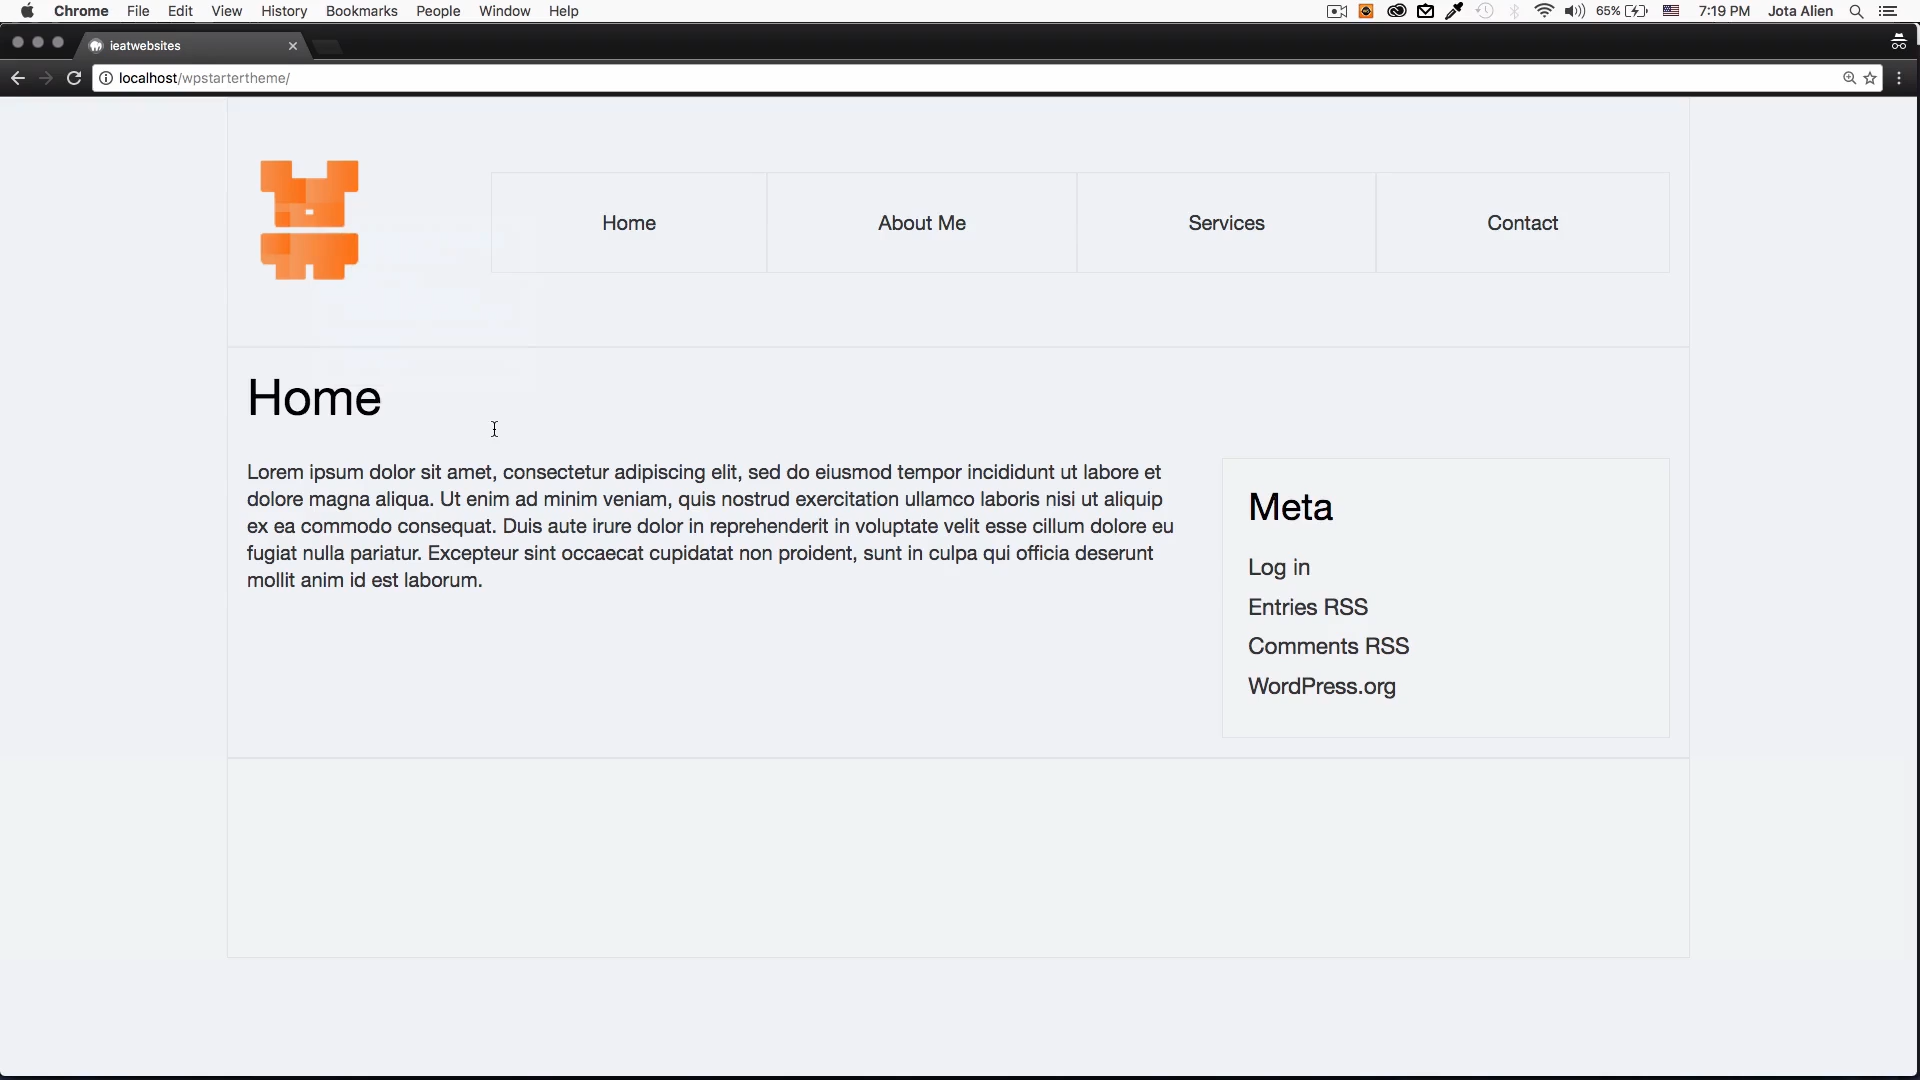 Chrome File Edit View History Bookmarks People Window Help 65% 7:19 PM Jota Alien
ieatwebsites
localhost/wpstartertheme/
Home About Me Services Contact
Home
Lorem ipsum dolor sit amet, consectetur adipiscing elit, sed do eiusmod tempor incididunt ut labore et
dolore magna aliqua. Ut enim ad minim veniam, quis nostrud exercitation ullamco laboris nisi ut aliquip
ex ea commodo consequat. Duis aute irure dolor in reprehenderit in voluptate velit esse cillum dolore eu
fugiat nulla pariatur. Excepteur sint occaecat cupidatat non proident, sunt in culpa qui officia deserunt
mollit anim id est laborum.
Meta
Log in
Entries RSS
Comments RSS
WordPress.org